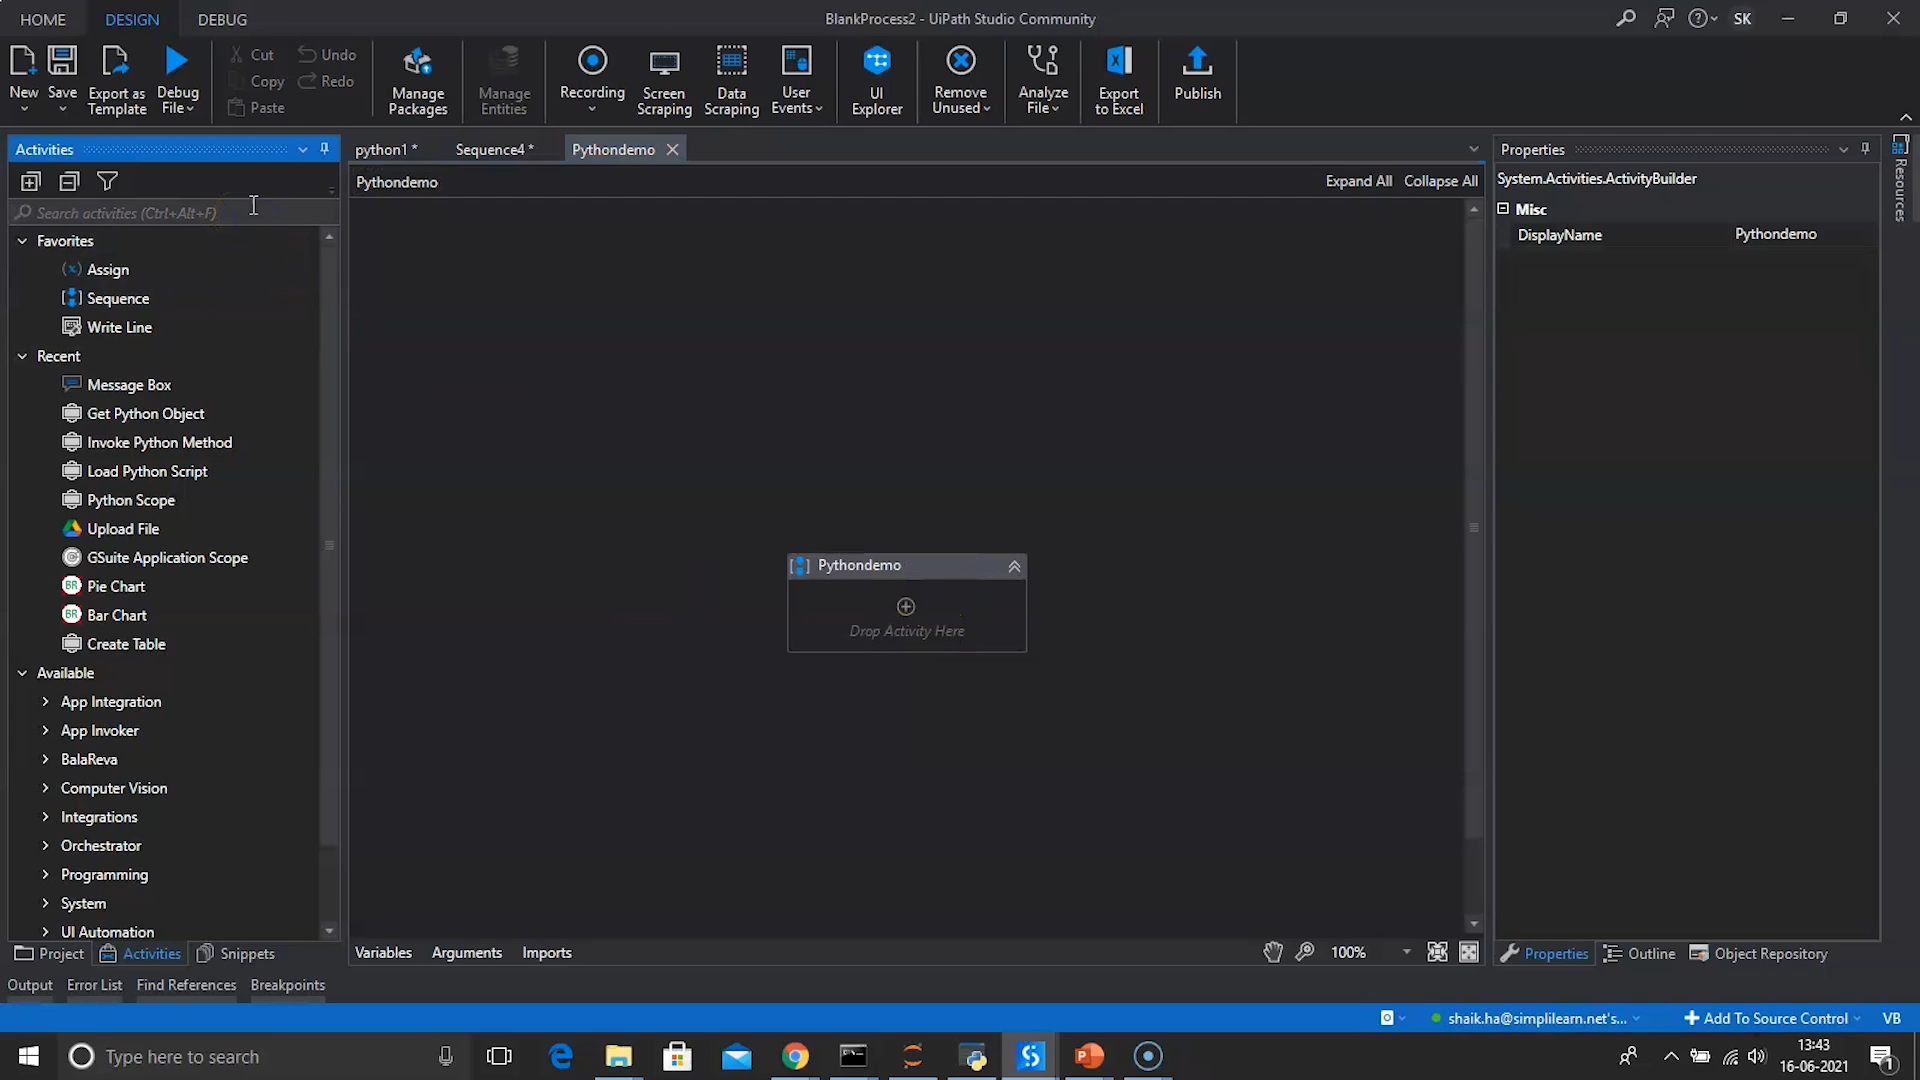 HOME DESIGN DEBUG
BlankProcess2 - UiPath Studio Community
SK
New
Save
Export as Template
Debug File
Cut
Copy
Paste
Undo
Redo
Manage Packages
Manage Entities
Recording
Screen Scraping
Data Scraping
User Events
UI Explorer
Remove Unused
Analyze File
Export to Excel
Publish
Activities
Search activities (Ctrl+Alt+F)
Favorites
Assign
Sequence
Write Line
Recent
Message Box
Get Python Object
Invoke Python Method
Load Python Script
Python Scope
Upload File
GSuite Application Scope
BR Pie Chart
BR Bar Chart
Create Table
Available
App Integration
App Invoker
BalaReva
Computer Vision
Integrations
Orchestrator
Programming
System
UI Automation
Project Activities Snippets
python1 * Sequence4 * Pythondemo
Pythondemo
Expand All Collapse All
Pythondemo
Drop Activity Here
Variables Arguments Imports
100%
Properties
System.Activities.ActivityBuilder
Misc
DisplayName Pythondemo
Properties Outline Object Repository
Resources
Output Error List Find References Breakpoints
shaik.ha@simplilearn.net's... Add To Source Control VB
Type here to search
13:43
16-06-2021
1